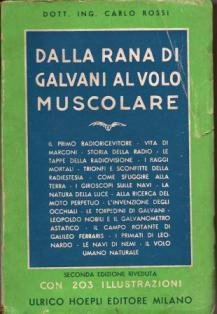 DOTT. ING. CARLO ROSSI
DALLA RANA DI
GALVANI AL VOLO
MUSCOLARE
IL PRIMO RADIORICEVITORE - VITA DI
MARCONI - STORIA DELLA RADIO - LE
TAPPE DELLA RADIOVISIONE - I RAGGI
MORTALI - TRIONFI E SCONFITTE DELLA
RADIESTESIA - COME SFUGGIRE ALLA
TERRA - I GIROSCOPI SULLE NAVI - LA
NATURA DELLA LUCE - ALLA RICERCA DEL
MOTO PERPETUO - L'INVENZIONE DEGLI
OCCHIALI - LE TORPEDINI DI GALVANI -
LEOPOLDO NOBILI E IL GALVANOMETRO
ASTATICO - IL CAMPO ROTANTE DI
GALILEO FERRARIS - I PRIMATI DI LEO-
NARDO - LE NAVI DI NEMI - IL VOLO
UMANO NATURALE
SECONDA EDIZIONE RIVEDUTA
CON 203 ILLUSTRAZIONI
ULRICO HOEPLI EDITORE MILANO